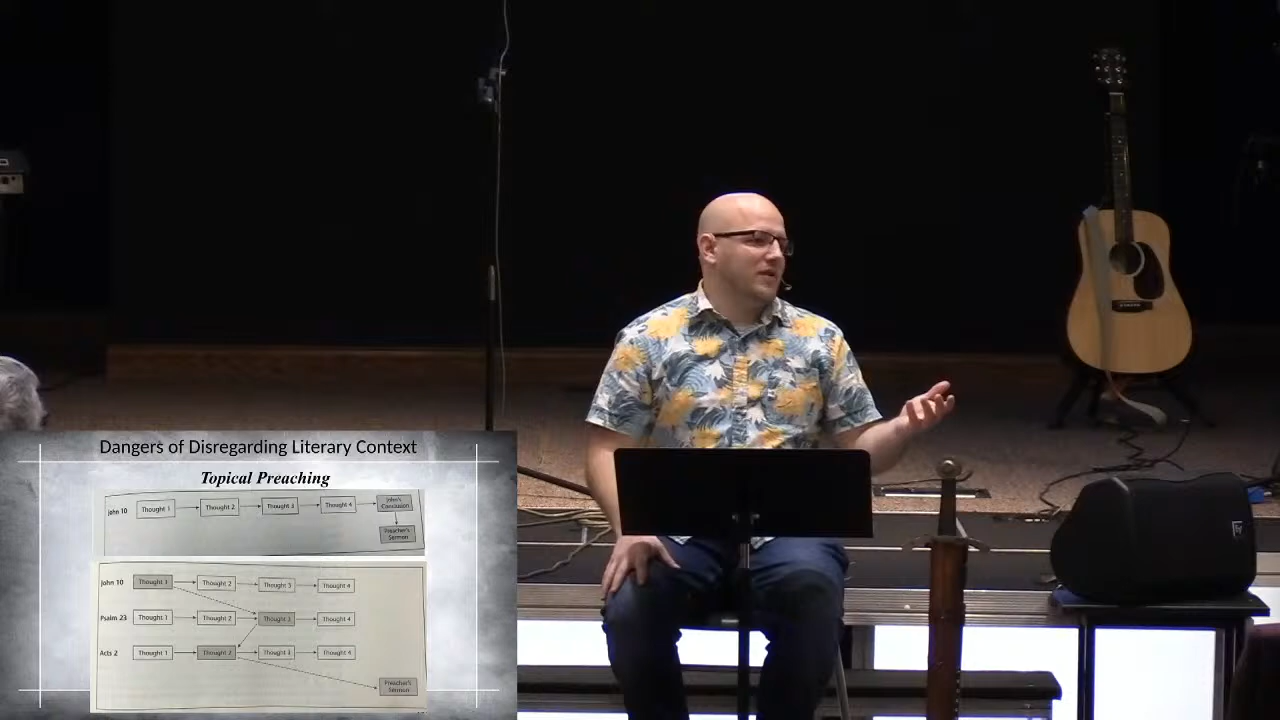 Dangers of Disregarding Literary Context
Topical Preaching
John 10 Thought 1 Thought 2 Thought 3 Thought 4 John's Conclusion
Preacher's Sermon
John 10 Thought 1 Thought 2 Thought 3 Thought 4
Psalm 23 Thought 1 Thought 2 Thought 3 Thought 4
Acts 2 Thought 1 Thought 2 Thought 3 Thought 4
Preacher's Sermon